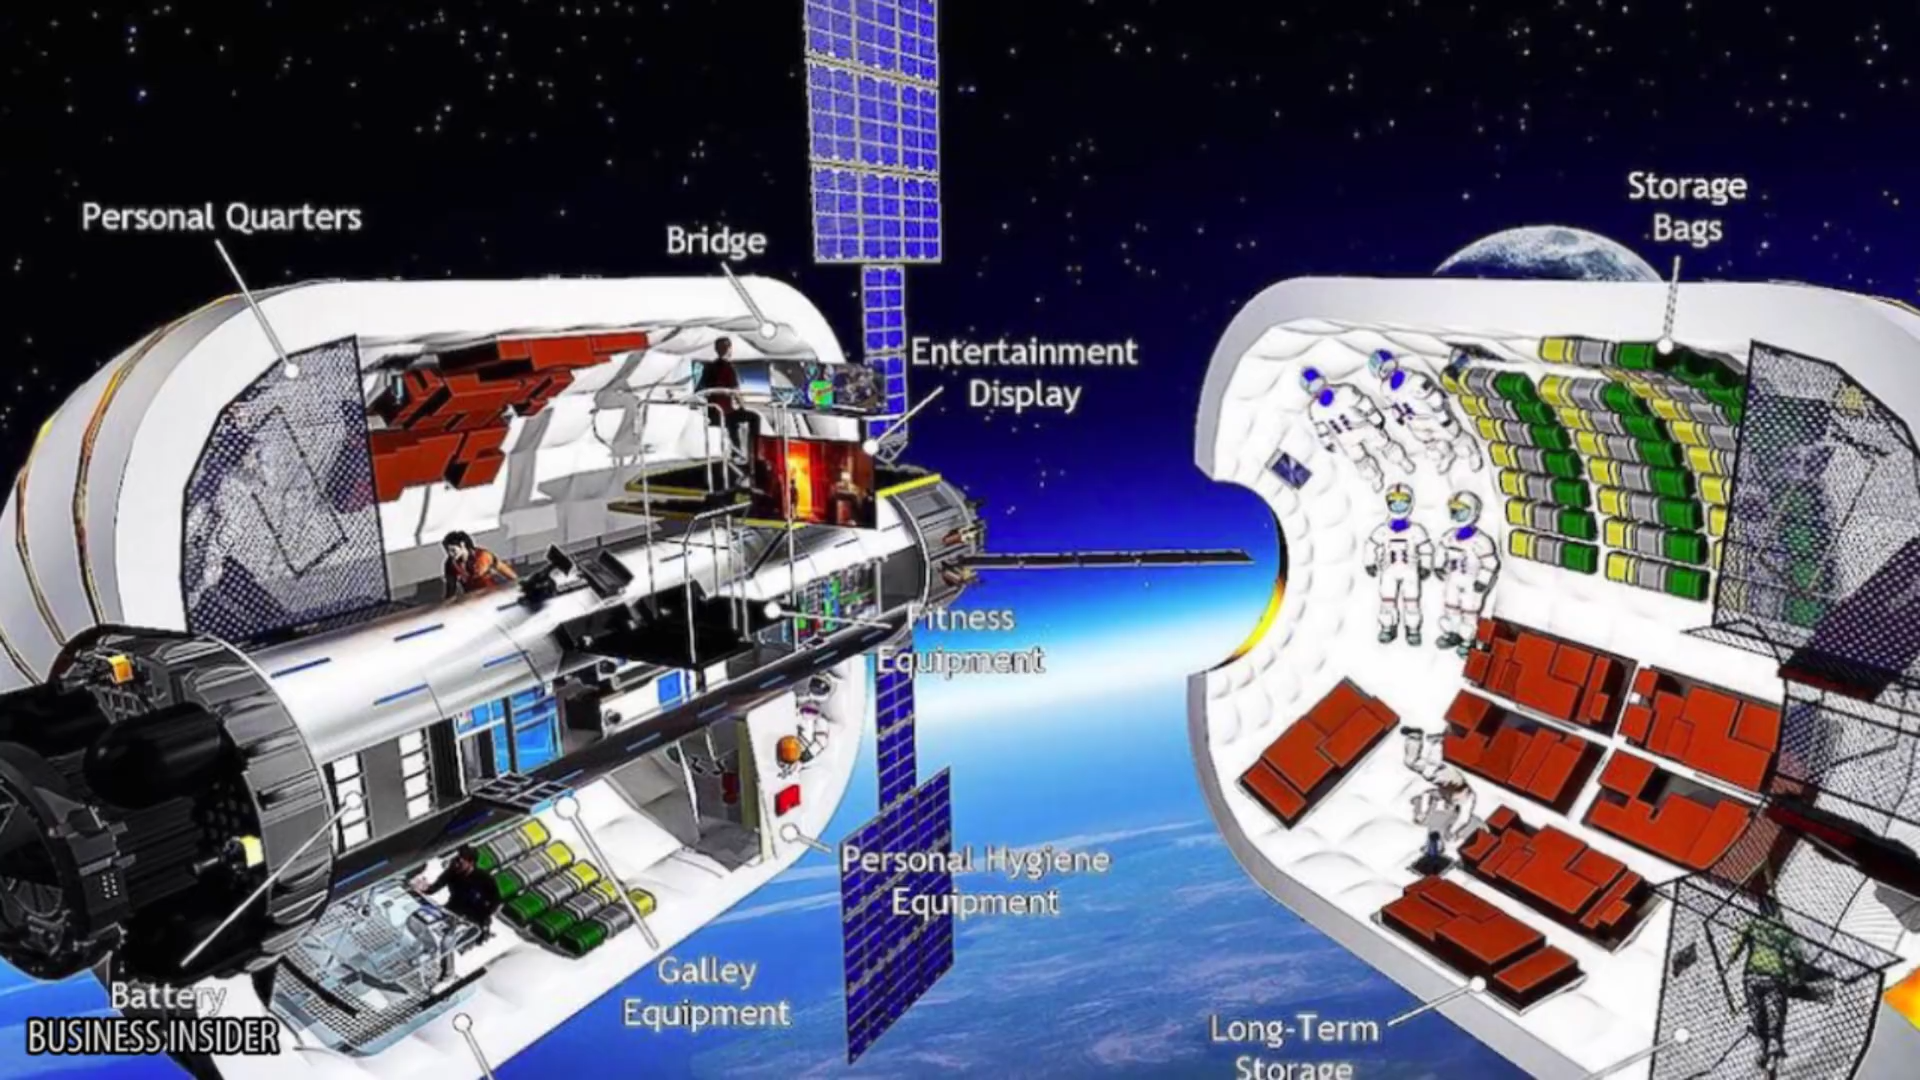 Storage
Bags
Personal Quarters
Bridge
Entertainment
Display
Fitness
Equipment
Personal Hygiene
Equipment
Galley
Equipment
Battery
BUSINESS INSIDER
Long-Term
Storage